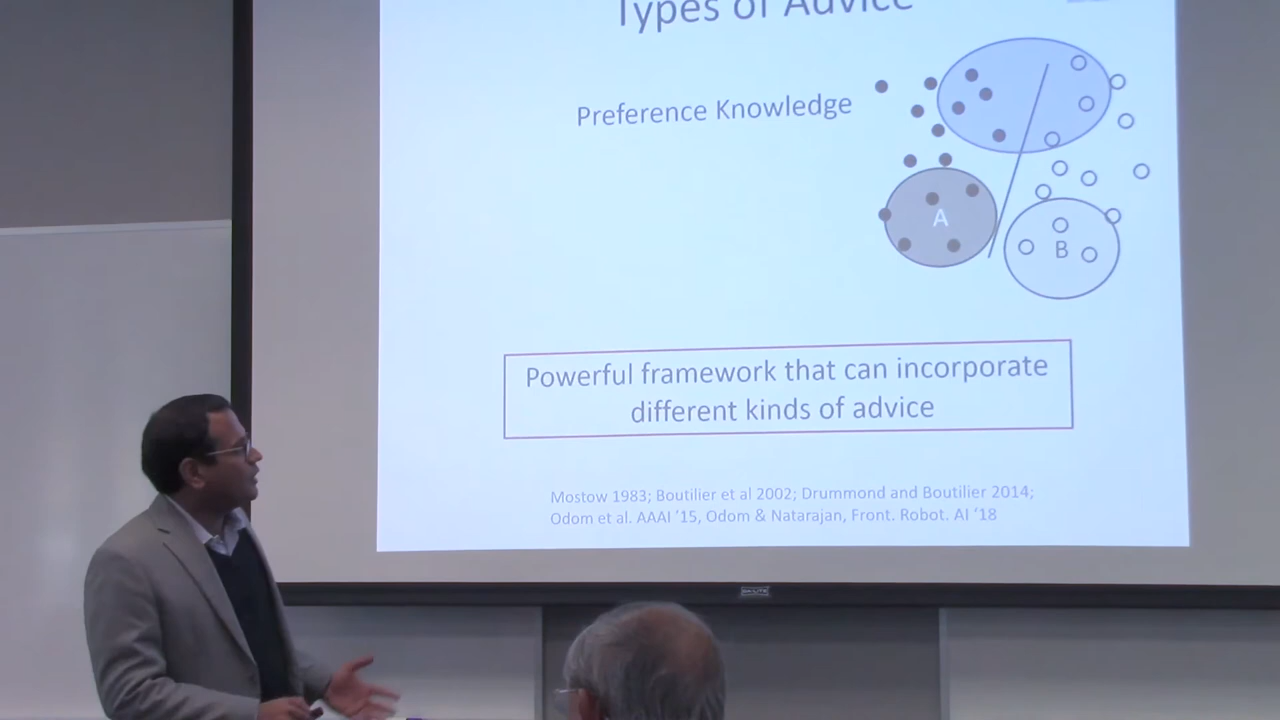 Types of Advice
Preference Knowledge
A
B
Powerful framework that can incorporate
different kinds of advice
Mostow 1983; Boutilier et al 2002; Drummond and Boutilier 2014;
Odom et al. AAAI ‘15, Odom & Natarajan, Front. Robot. AI ‘18